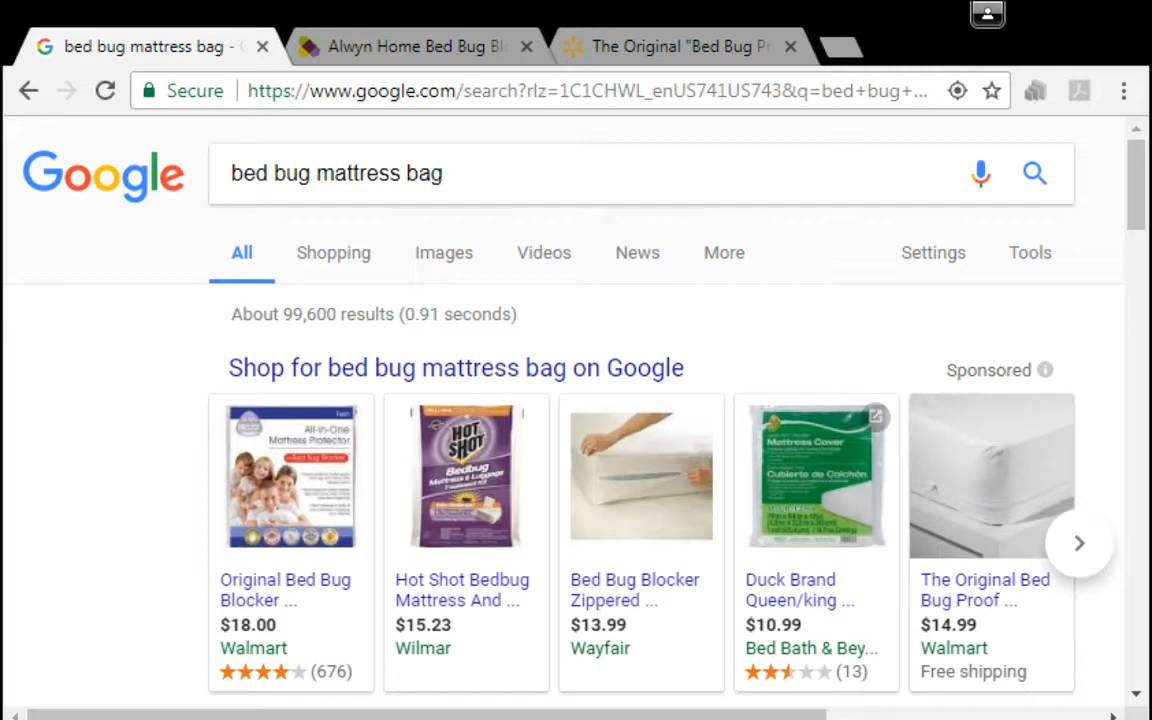 bed bug mattress bag -
Alwyn Home Bed Bug Bl
The Original "Bed Bug Pr
Secure
https://www.google.com/search?rlz=1C1CHWL_enUS741US743&q=bed+bug+...
Google
bed bug mattress bag
All
Shopping
Images
Videos
News
More
Settings
Tools
About 99,600 results (0.91 seconds)
Shop for bed bug mattress bag on Google
Sponsored
Twin
All-in-One
Mattress Protector
HOT
SHOT
Bedbug
Mattress & Luggage
Treatment Kit
Mattress Cover
Cubierto de Colchón
Original Bed Bug
Blocker ...
$18.00
Walmart
(676)
Hot Shot Bedbug
Mattress And ...
$15.23
Wilmar
Bed Bug Blocker
Zippered ...
$13.99
Wayfair
Duck Brand
Queen/king ...
$10.99
Bed Bath & Bey...
(13)
The Original Bed
Bug Proof ...
$14.99
Walmart
Free shipping